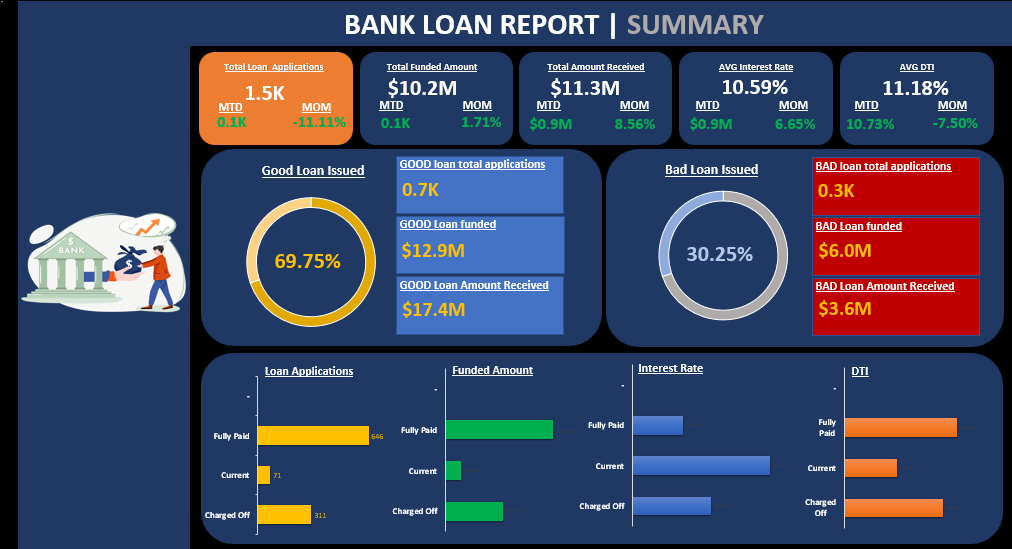 BANK LOAN REPORT | SUMMARY
Total Loan Applications
1.5K
MTD MOM
0.1K -11.11%
Total Funded Amount
$10.2M
MTD MOM
0.1K 1.71%
Total Amount Received
$11.3M
MTD MOM
$0.9M 8.56%
AVG Interest Rate
10.59%
MTD MOM
$0.9M 6.65%
AVG DTI
11.18%
MTD MOM
10.73% -7.50%
$
BANK
$
Good Loan Issued
69.75%
GOOD loan total applications
0.7K
GOOD Loan funded
$12.9M
GOOD Loan Amount Received
$17.4M
Bad Loan Issued
30.25%
BAD loan total applications
0.3K
BAD Loan funded
$6.0M
BAD Loan Amount Received
$3.6M
Loan Applications
-
Fully Paid 646
Current 71
Charged Off 311
Funded Amount
-
Fully Paid
Current
Charged Off
Interest Rate
-
Fully Paid
Current
Charged Off
DTI
-
Fully
Paid
Current
Charged
Off